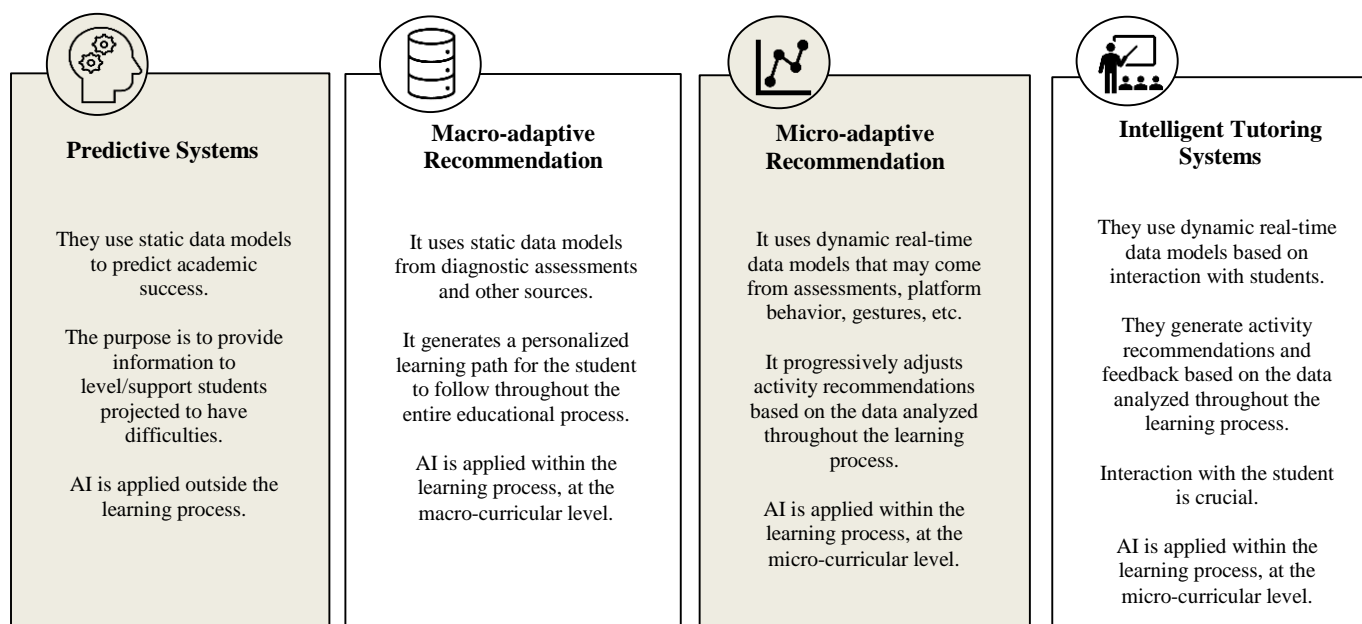 Predictive Systems
They use static data models
to predict academic
success.
The purpose is to provide
information to
level/support students
projected to have
difficulties.
AI is applied outside the
learning process.
Macro-adaptive
Recommendation
It uses static data models
from diagnostic assessments
and other sources.
It generates a personalized
learning path for the student
to follow throughout the
entire educational process.
AI is applied within the
learning process, at the
macro-curricular level.
Micro-adaptive
Recommendation
It uses dynamic real-time
data models that may come
from assessments, platform
behavior, gestures, etc.
It progressively adjusts
activity recommendations
based on the data analyzed
throughout the learning
process.
AI is applied within the
learning process, at the
micro-curricular level.
Intelligent Tutoring
Systems
They use dynamic real-time
data models based on
interaction with students.
They generate activity
recommendations and
feedback based on the data
analyzed throughout the
learning process.
Interaction with the student
is crucial.
AI is applied within the
learning process, at the
micro-curricular level.